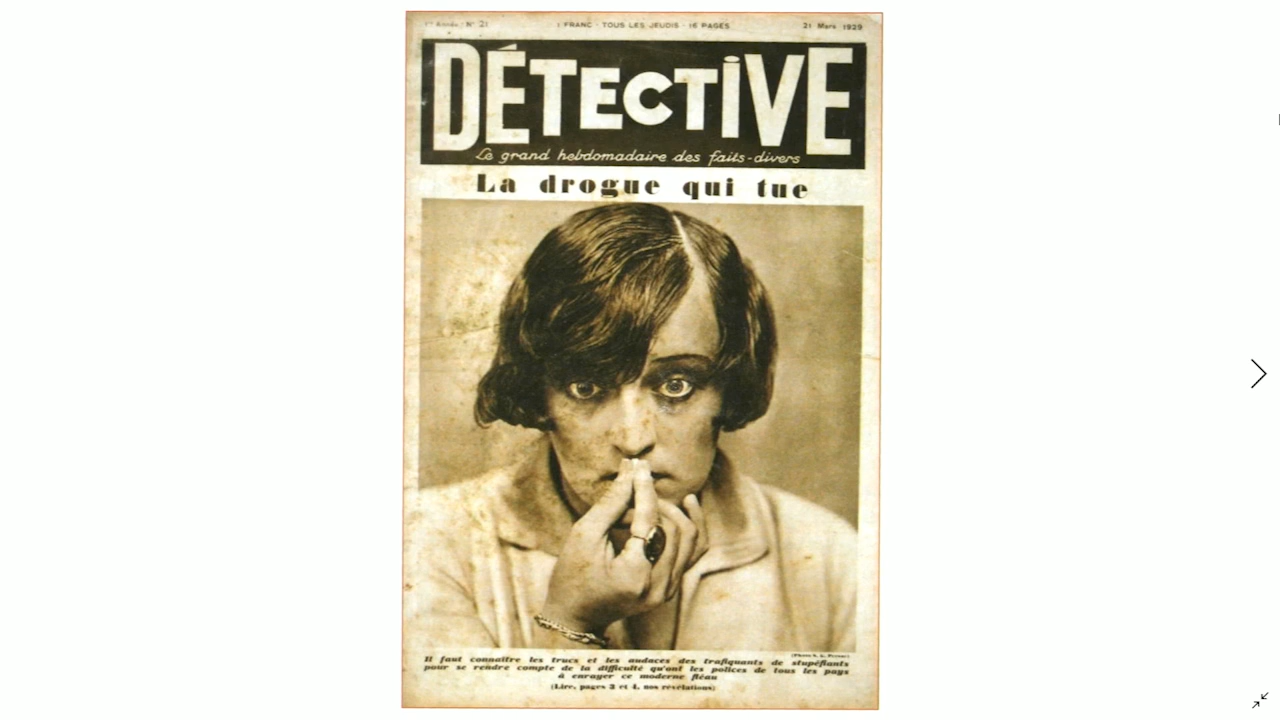 1re Année. N° 21
1 FRANC - TOUS LES JEUDIS - 16 PAGES
21 Mars 1929
DÉTECTIVE
Le grand hebdomadaire des faits-divers
La drogue qui tue
Il faut connaître les trucs et les audaces des trafiquants de stupéfiants
pour se rendre compte de la difficulté qu'ont les polices de tous les pays
à enrayer ce moderne fléau
(Lire, pages 3 et 4, nos révélations)